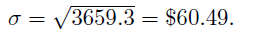 σ = √3659.3 = $60.49.